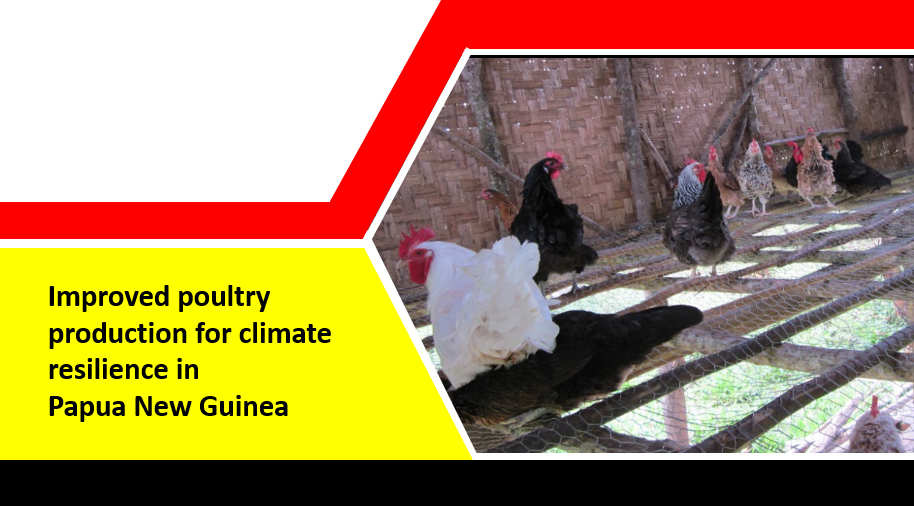 Improved poultry
production for climate
resilience in
Papua New Guinea